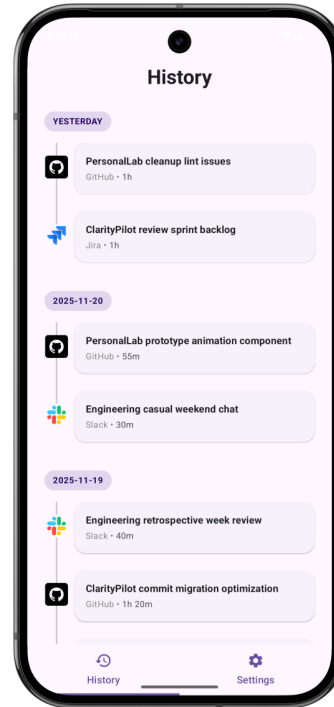 History
YESTERDAY
PersonalLab cleanup lint issues
GitHub • 1h
ClarityPilot review sprint backlog
Jira • 1h
2025-11-20
PersonalLab prototype animation component
GitHub • 55m
Engineering casual weekend chat
Slack • 30m
2025-11-19
Engineering retrospective week review
Slack • 40m
ClarityPilot commit migration optimization
GitHub • 1h 20m
History
Settings